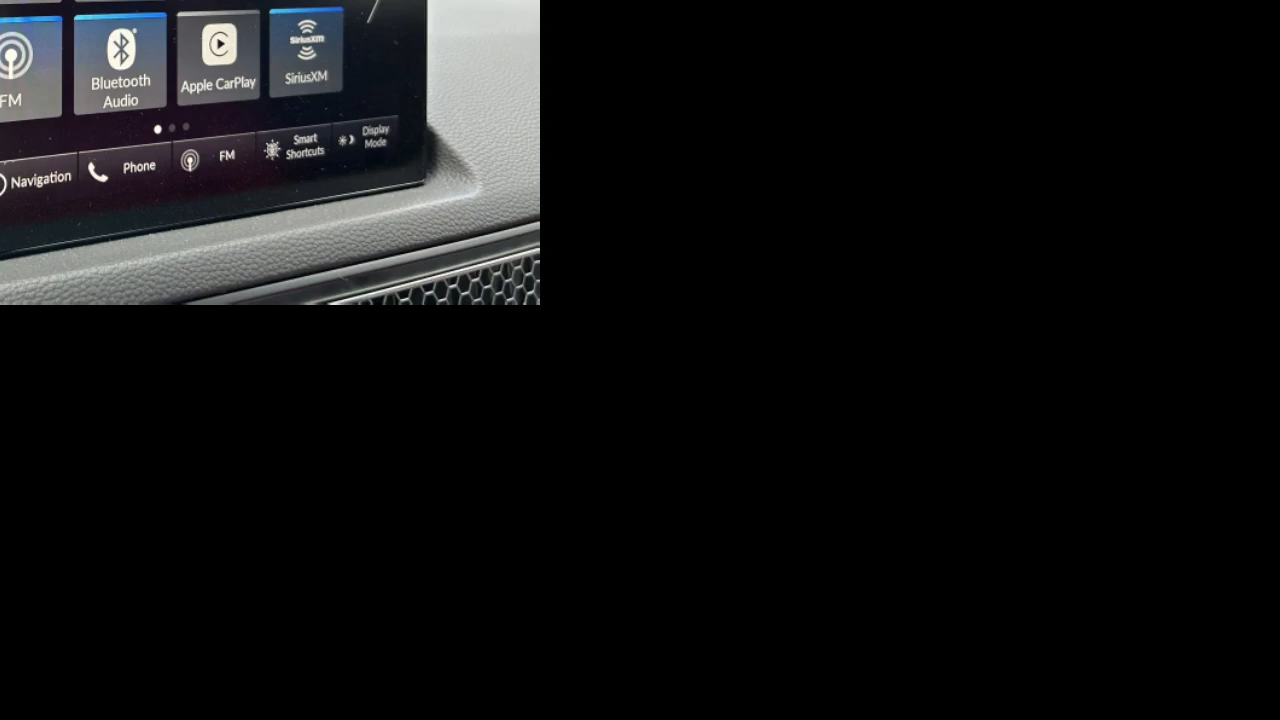 FM
Bluetooth
Audio
Apple CarPlay
SiriusXM
SiriusXM
Navigation
Phone
FM
Smart
Shortcuts
Display
Mode